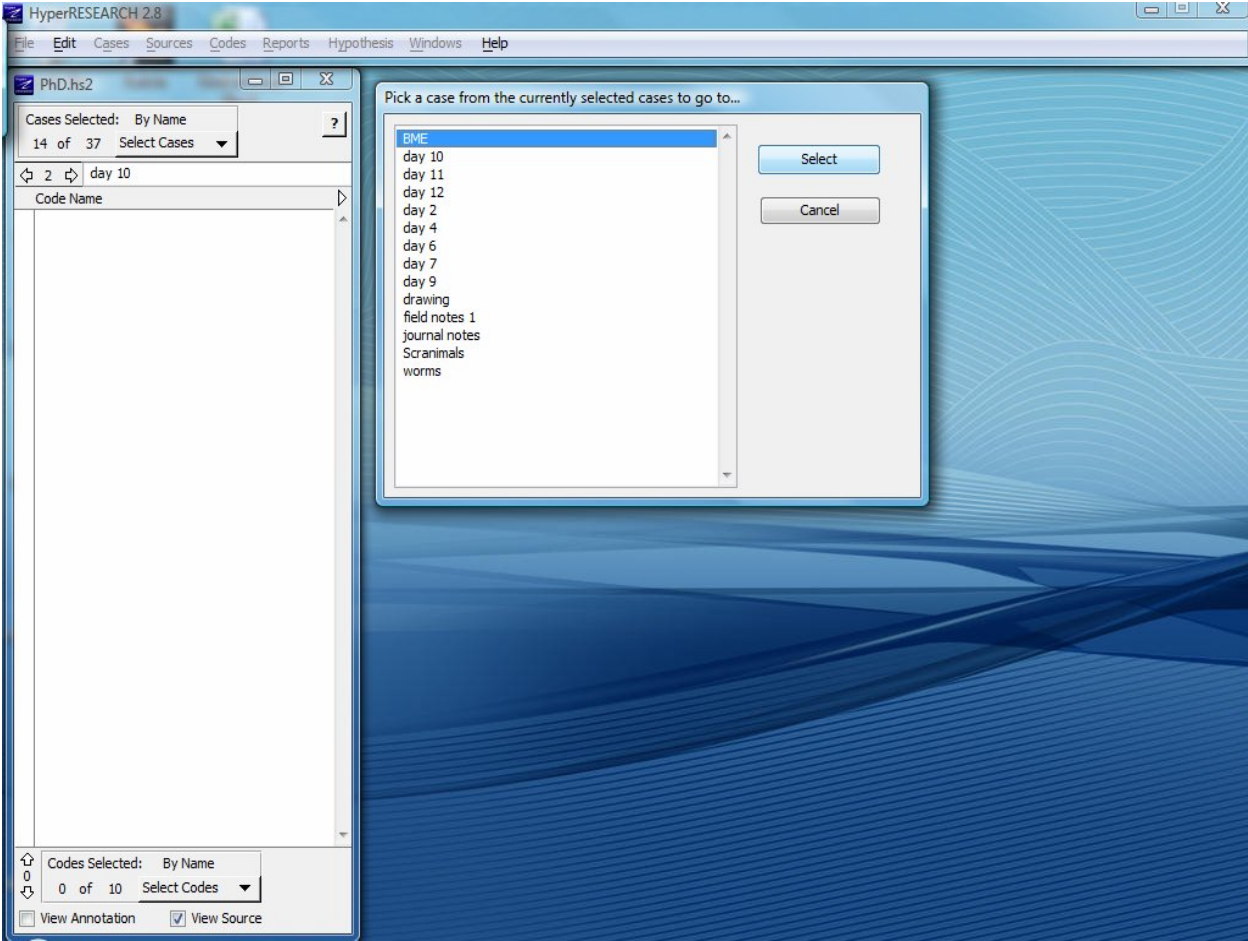 HyperRESEARCH 2.8
File Edit Cases Sources Codes Reports Hypothesis Windows Help
PhD.hs2
Cases Selected: By Name
14 of 37 Select Cases
?
2 day 10
Code Name
Codes Selected: By Name
0
0 of 10 Select Codes
View Annotation View Source
Pick a case from the currently selected cases to go to...
BME
day 10
day 11
day 12
day 2
day 4
day 6
day 7
day 9
drawing
field notes 1
journal notes
Scranimals
worms
Select
Cancel